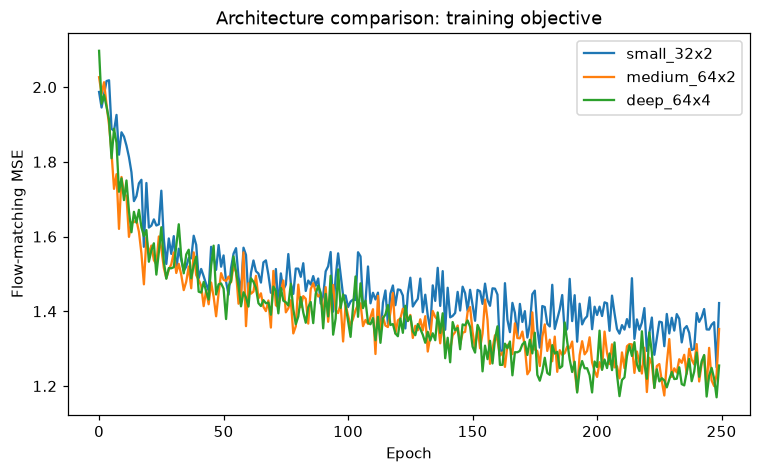 Architecture comparison: training objective
small_32x2
medium_64x2
deep_64x4
Flow-matching MSE
2.0
1.8
1.6
1.4
1.2
0 50 100 150 200 250
Epoch